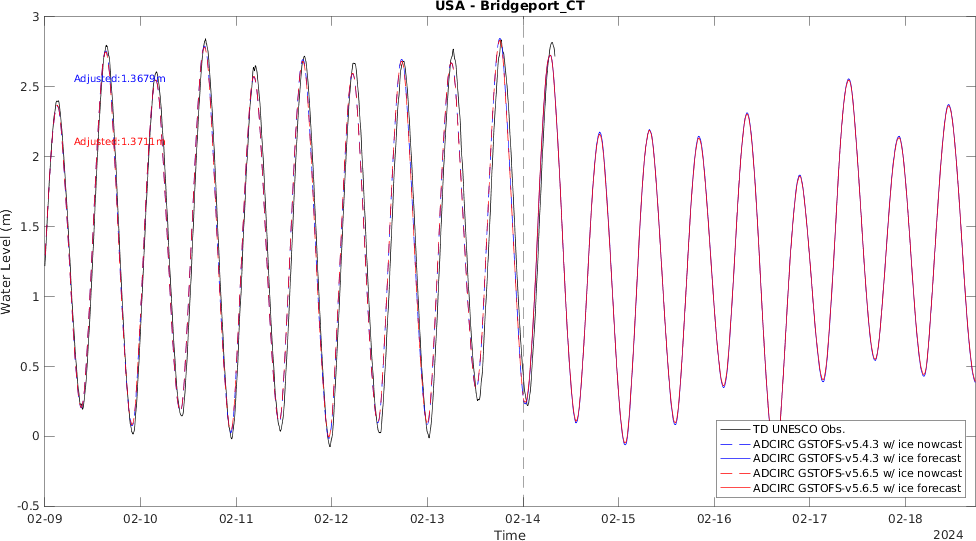 USA - Bridgeport_CT
3
2.5
2
1.5
1
0.5
0
-0.5
Water Level (m)
Adjusted:1.3679m
Adjusted:1.3711m
TD UNESCO Obs.
ADCIRC GSTOFS-v5.4.3 w/ ice nowcast
ADCIRC GSTOFS-v5.4.3 w/ ice forecast
ADCIRC GSTOFS-v5.6.5 w/ ice nowcast
ADCIRC GSTOFS-v5.6.5 w/ ice forecast
02-09 02-10 02-11 02-12 02-13 02-14 02-15 02-16 02-17 02-18
Time
2024